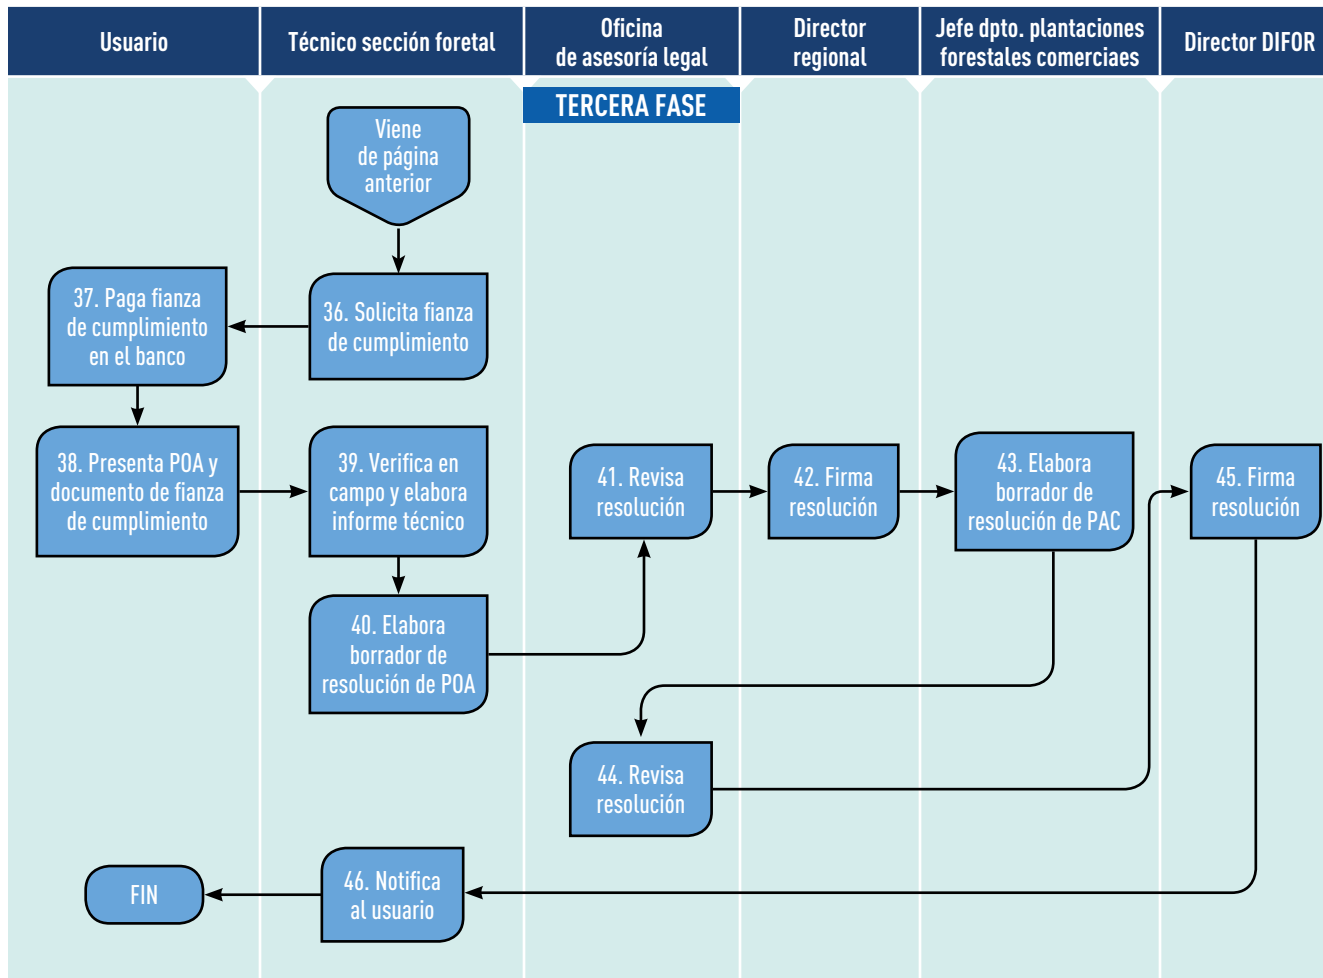 Usuario
Técnico sección foretal
Oficina
de asesoría legal
Director
regional
Jefe dpto. plantaciones
forestales comerciaes
Director DIFOR
TERCERA FASE
Viene
de página
anterior
36. Solicita fianza
de cumplimiento
37. Paga fianza
de cumplimiento
en el banco
38. Presenta POA y
documento de fianza
de cumplimiento
39. Verifica en
campo y elabora
informe técnico
40. Elabora
borrador de
resolución de POA
41. Revisa
resolución
42. Firma
resolución
43. Elabora
borrador de
resolución de PAC
44. Revisa
resolución
45. Firma
resolución
46. Notifica
al usuario
FIN